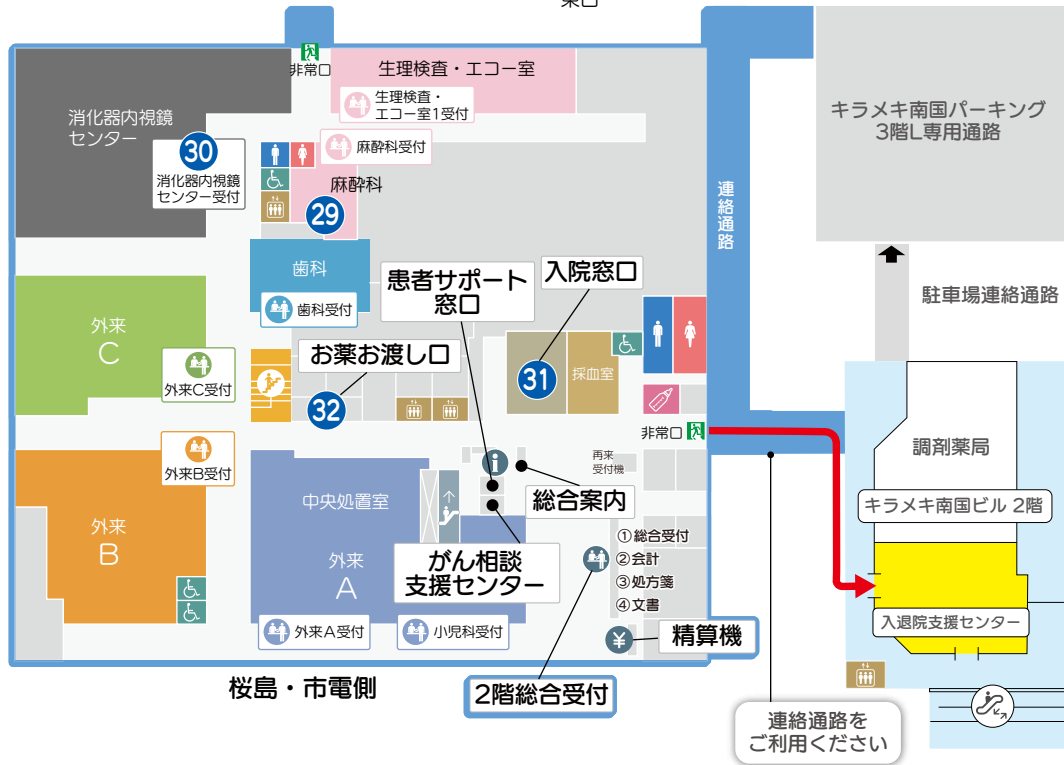 東口
非常口
生理検査・エコー室
生理検査・
エコー室1受付
消化器内視鏡
センター
30
消化器内視鏡
センター受付
麻酔科受付
麻酔科
29
キラメキ南国パーキング
3階L専用通路
連絡通路
歯科
歯科受付
患者サポート
窓口
入院窓口
駐車場連絡通路
外来
C
外来C受付
お薬お渡し口
32
31
採血室
非常口
調剤薬局
外来B受付
再来
受付機
キラメキ南国ビル 2階
中央処置室
総合案内
外来
B
外来
A
がん相談
支援センター
①総合受付
②会計
③処方箋
④文書
入退院支援センター
外来A受付
小児科受付
¥
精算機
桜島・市電側
2階総合受付
連絡通路を
ご利用ください